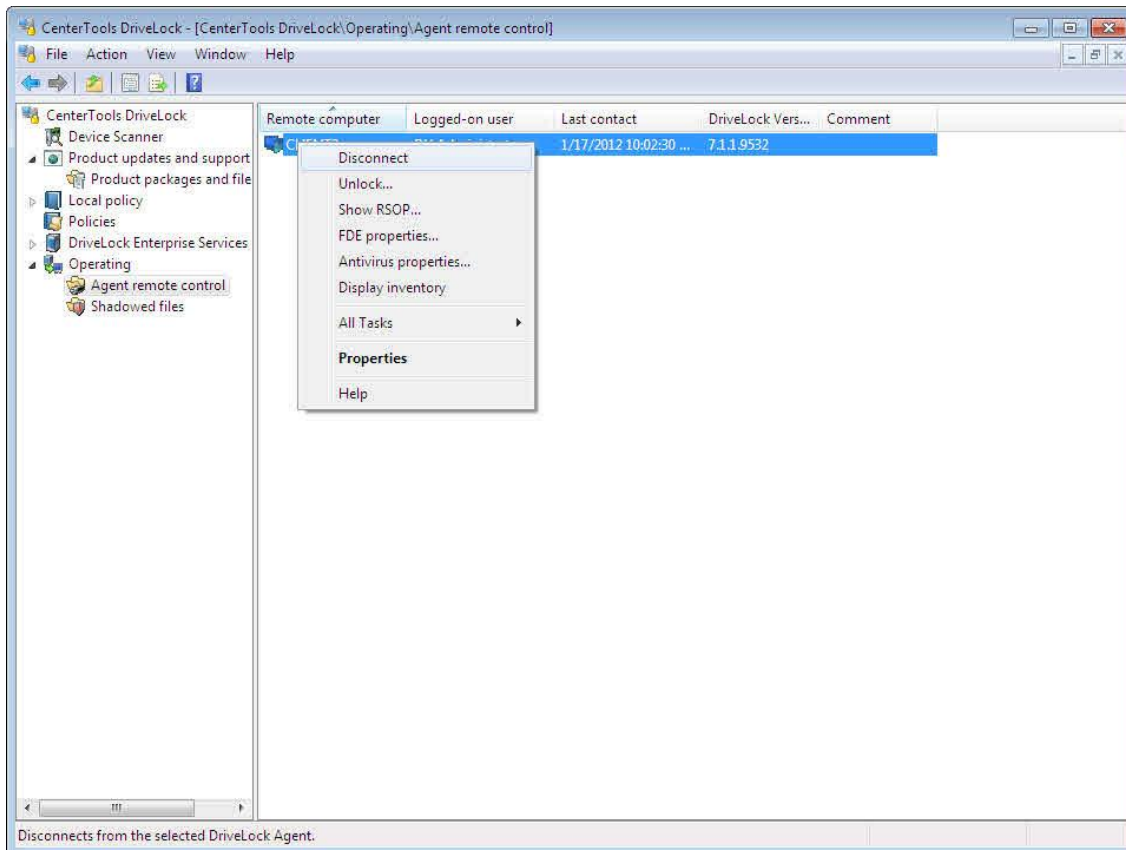 CenterTools DriveLock - [CenterTools DriveLock\Operating\Agent remote control]
File Action View Window Help
CenterTools DriveLock
Device Scanner
Product updates and support
Product packages and file
Local policy
Policies
DriveLock Enterprise Services
Operating
Agent remote control
Shadowed files
Remote computer Logged-on user Last contact DriveLock Vers... Comment
1/17/2012 10:02:30 ... 7.1.1.9532
Disconnect
Unlock...
Show RSOP...
FDE properties...
Antivirus properties...
Display inventory
All Tasks
Properties
Help
Disconnects from the selected DriveLock Agent.